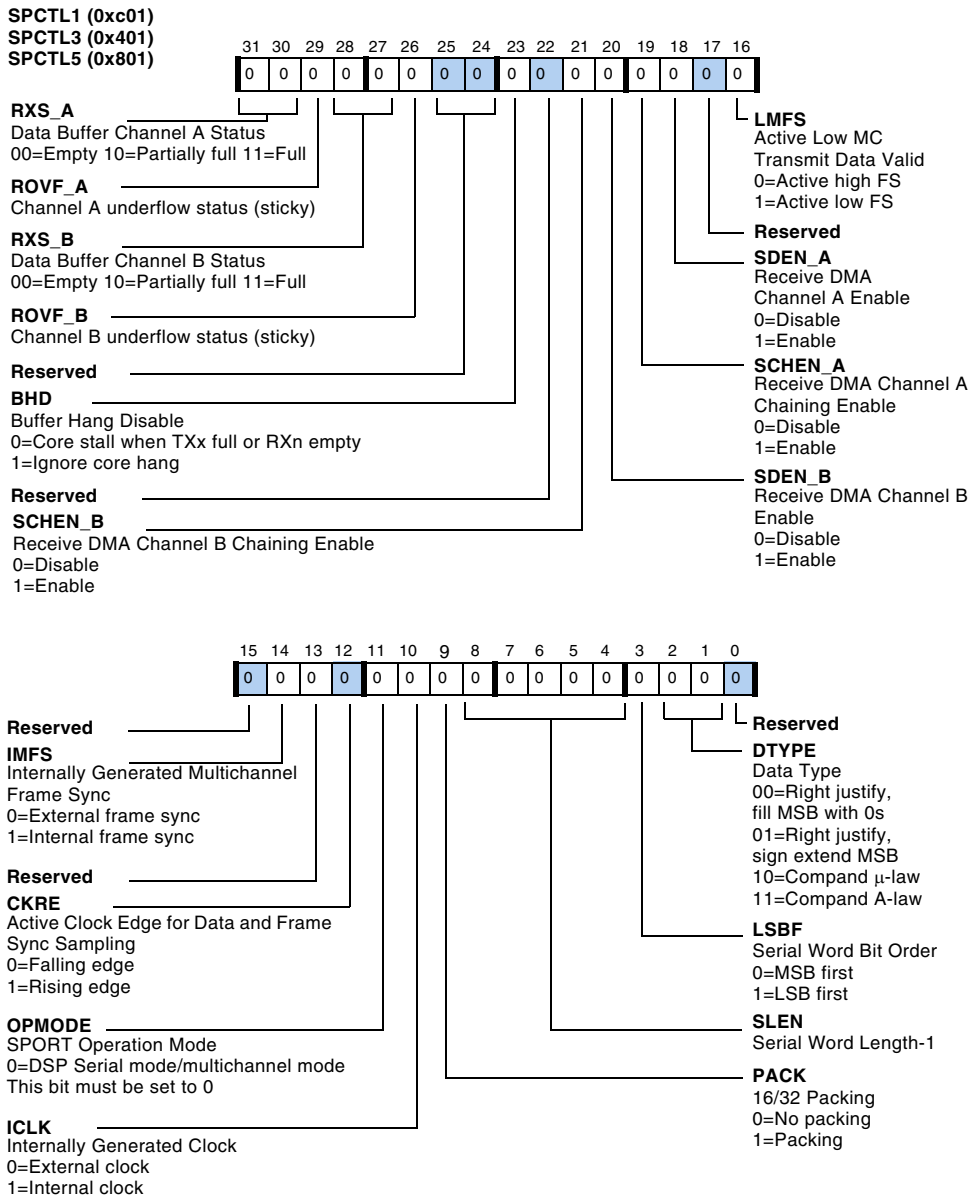 SPCTL1 (0xc01)
SPCTL3 (0x401)
SPCTL5 (0x801)
31 30 29 28 27 26 25 24 23 22 21 20 19 18 17 16
0 0 0 0 0 0 0 0 0 0 0 0 0 0 0 0
RXS_A
Data Buffer Channel A Status
00=Empty 10=Partially full 11=Full
ROVF_A
Channel A underflow status (sticky)
RXS_B
Data Buffer Channel B Status
00=Empty 10=Partially full 11=Full
ROVF_B
Channel B underflow status (sticky)
Reserved
BHD
Buffer Hang Disable
0=Core stall when TXx full or RXn empty
1=Ignore core hang
Reserved
SCHEN_B
Receive DMA Channel B Chaining Enable
0=Disable
1=Enable
LMFS
Active Low MC
Transmit Data Valid
0=Active high FS
1=Active low FS
Reserved
SDEN_A
Receive DMA
Channel A Enable
0=Disable
1=Enable
SCHEN_A
Receive DMA Channel A
Chaining Enable
0=Disable
1=Enable
SDEN_B
Receive DMA Channel B
Enable
0=Disable
1=Enable
15 14 13 12 11 10 9 8 7 6 5 4 3 2 1 0
0 0 0 0 0 0 0 0 0 0 0 0 0 0 0 0
Reserved
IMFS
Internally Generated Multichannel
Frame Sync
0=External frame sync
1=Internal frame sync
Reserved
CKRE
Active Clock Edge for Data and Frame
Sync Sampling
0=Falling edge
1=Rising edge
OPMODE
SPORT Operation Mode
0=DSP Serial mode/multichannel mode
This bit must be set to 0
ICLK
Internally Generated Clock
0=External clock
1=Internal clock
Reserved
DTYPE
Data Type
00=Right justify,
fill MSB with 0s
01=Right justify,
sign extend MSB
10=Compand μ-law
11=Compand A-law
LSBF
Serial Word Bit Order
0=MSB first
1=LSB first
SLEN
Serial Word Length-1
PACK
16/32 Packing
0=No packing
1=Packing